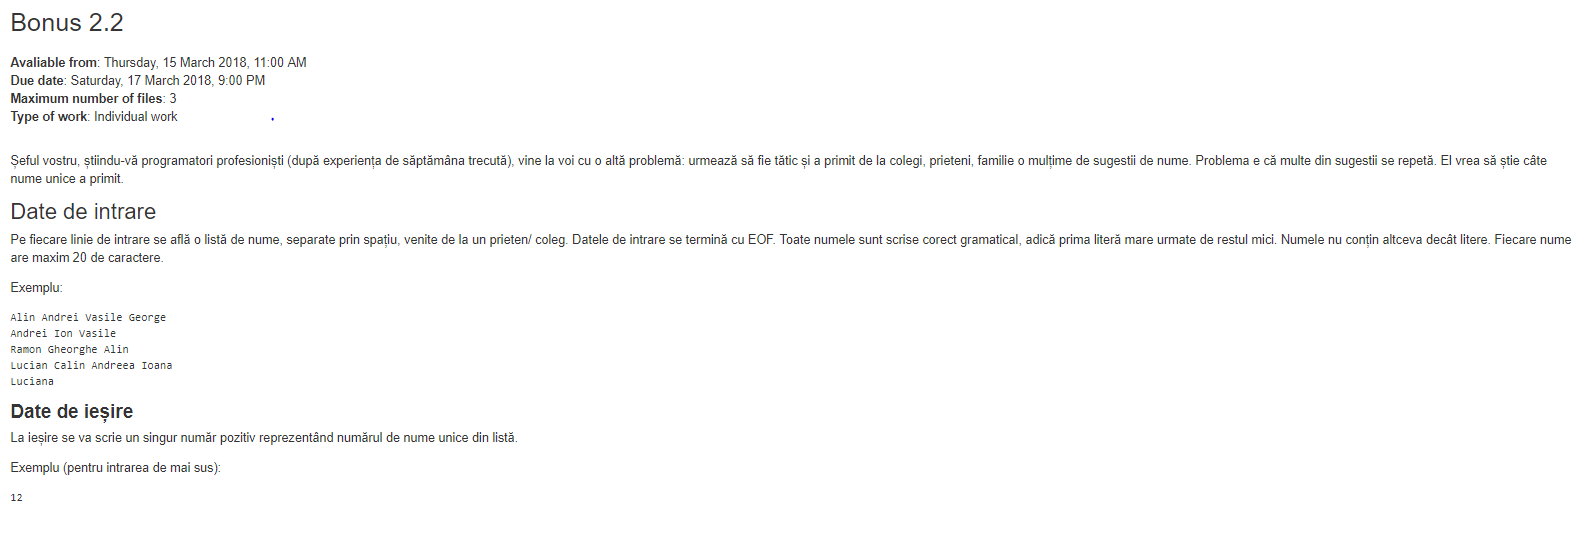 Bonus 2.2
Avaliable from: Thursday, 15 March 2018, 11:00 AM
Due date: Saturday, 17 March 2018, 9:00 PM
Maximum number of files: 3
Type of work: Individual work
Șeful vostru, știindu-vă programatori profesioniști (după experiența de săptămâna trecută), vine la voi cu o altă problemă: urmează să fie tătic și a primit de la colegi, prieteni, familie o mulțime de sugestii de nume. Problema e că multe din sugestii se repetă. El vrea să știe câte
nume unice a primit.
Date de intrare
Pe fiecare linie de intrare se află o listă de nume, separate prin spațiu, venite de la un prieten/ coleg. Datele de intrare se termină cu EOF. Toate numele sunt scrise corect gramatical, adică prima literă mare urmate de restul mici. Numele nu conțin altceva decât litere. Fiecare nume
are maxim 20 de caractere.
Exemplu:
Alin Andrei Vasile George
Andrei Ion Vasile
Ramon Gheorghe Alin
Lucian Calin Andreea Ioana
Luciana
Date de ieșire
La ieșire se va scrie un singur număr pozitiv reprezentând numărul de nume unice din listă.
Exemplu (pentru intrarea de mai sus):
12